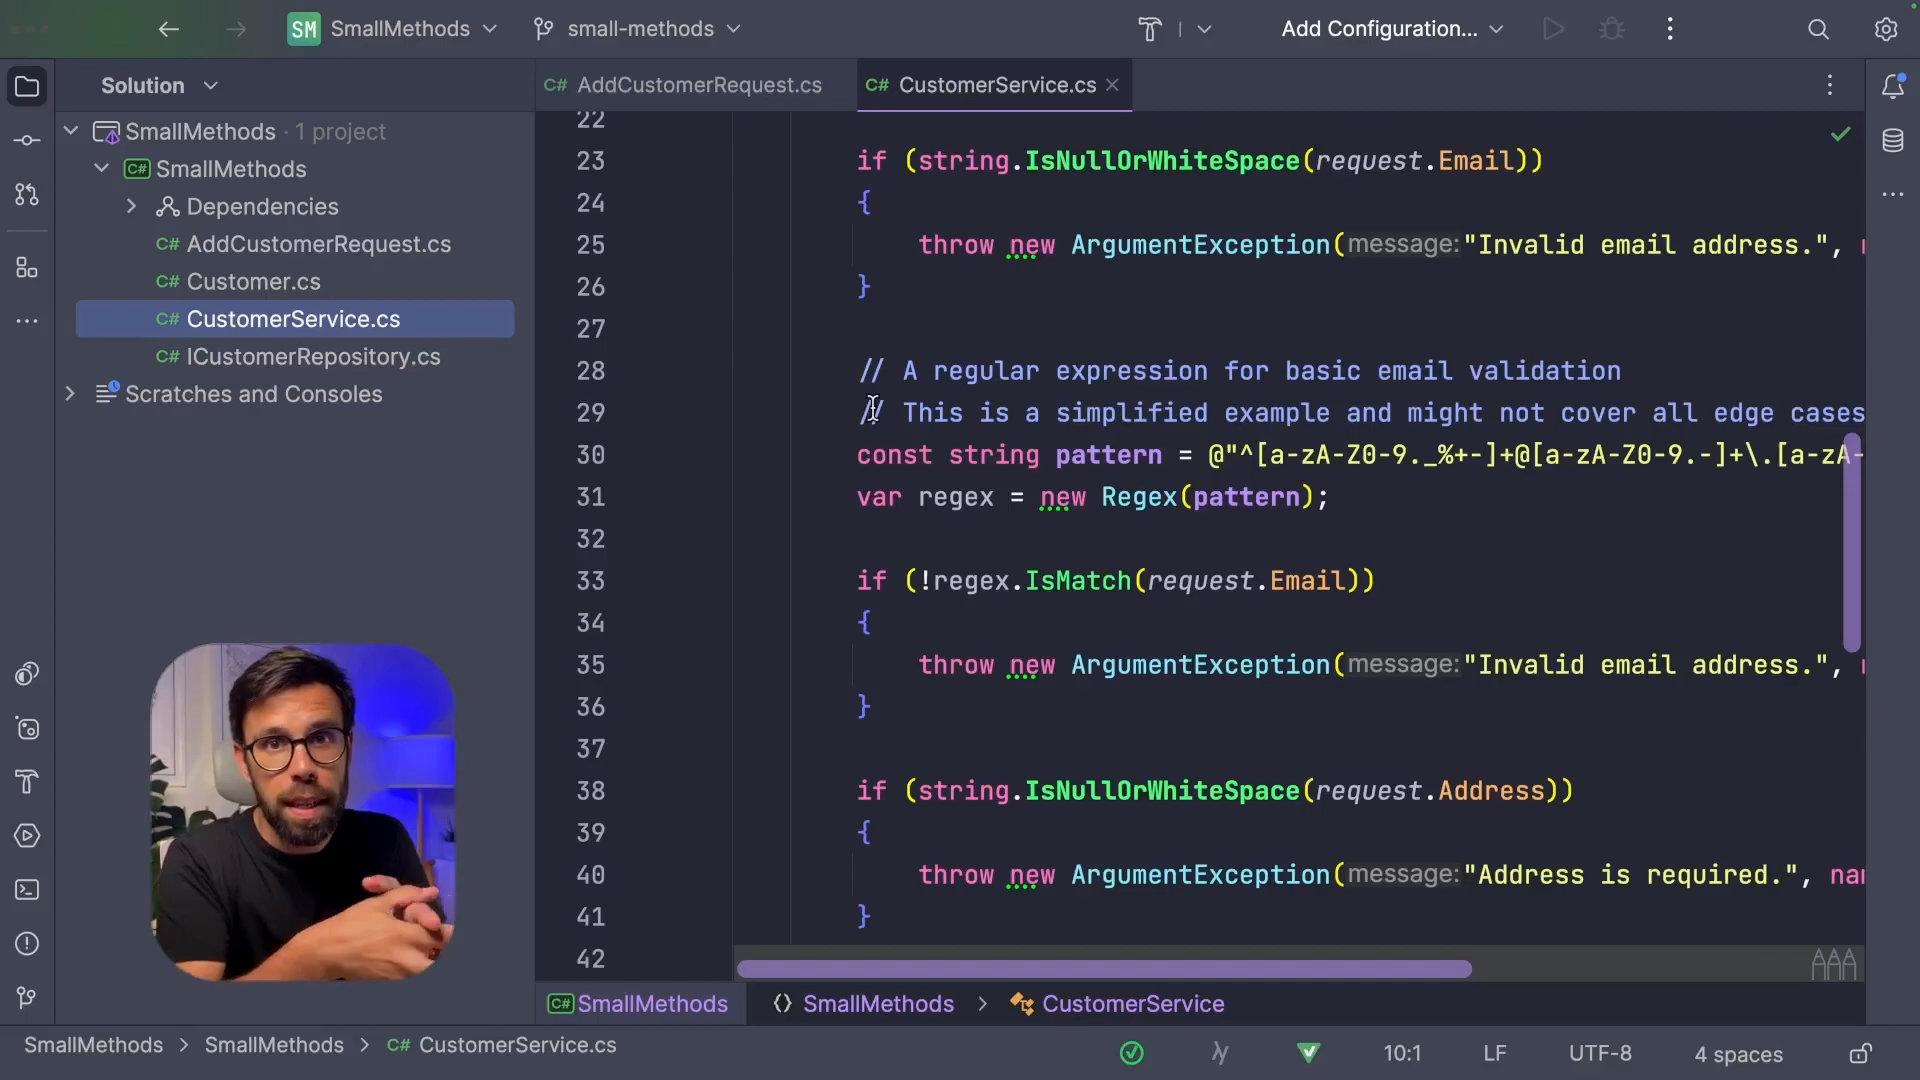 SM SmallMethods small-methods Add Configuration...
Solution
C# AddCustomerRequest.cs C# CustomerService.cs
SmallMethods · 1 project
C# SmallMethods
Dependencies
C# AddCustomerRequest.cs
C# Customer.cs
C# CustomerService.cs
C# ICustomerRepository.cs
Scratches and Consoles
22
23 if (string.IsNullOrWhiteSpace(request.Email))
24 {
25 throw new ArgumentException(message:"Invalid email address.",
26 }
27
28 // A regular expression for basic email validation
29 // This is a simplified example and might not cover all edge cases
30 const string pattern = @"^[a-zA-Z0-9._%+-]+@[a-zA-Z0-9.-]+\.[a-zA-
31 var regex = new Regex(pattern);
32
33 if (!regex.IsMatch(request.Email))
34 {
35 throw new ArgumentException(message:"Invalid email address.",
36 }
37
38 if (string.IsNullOrWhiteSpace(request.Address))
39 {
40 throw new ArgumentException(message:"Address is required.", nam
41 }
42
C# SmallMethods SmallMethods CustomerService
SmallMethods SmallMethods C# CustomerService.cs 10:1 LF UTF-8 4 spaces